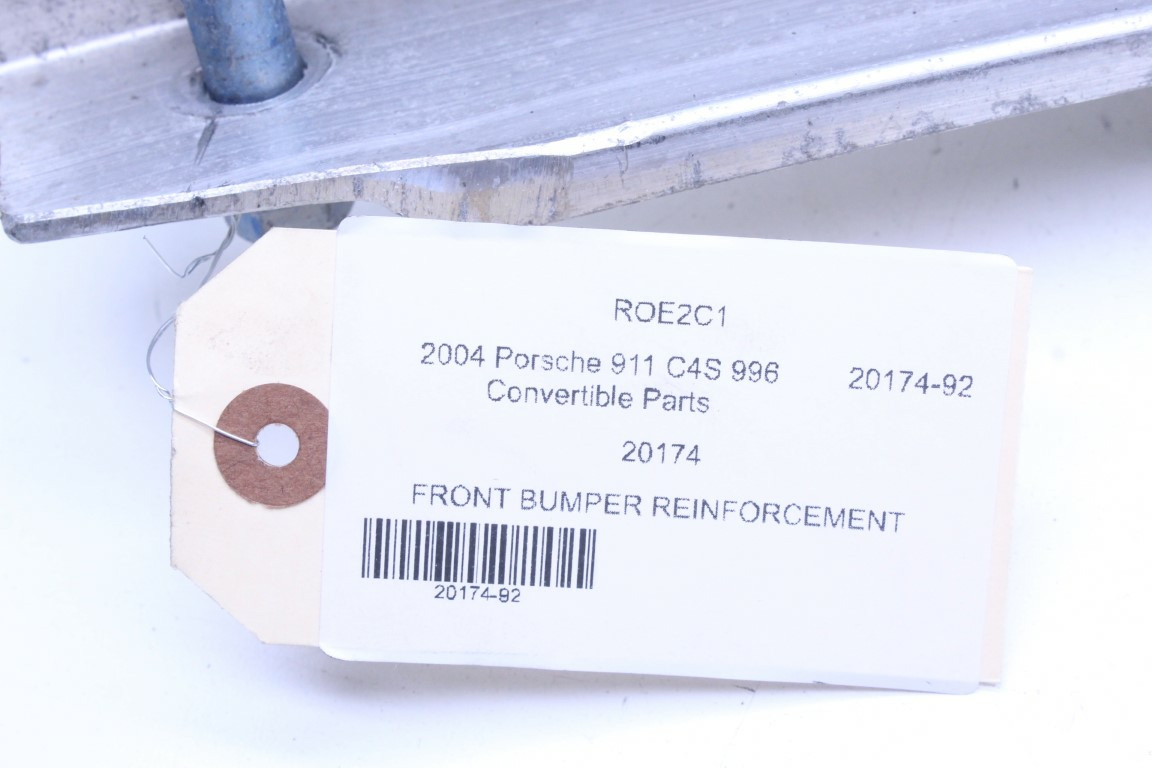 ROE2C1
2004 Porsche 911 C4S 996 20174-92
Convertible Parts
20174
FRONT BUMPER REINFORCEMENT
20174-92